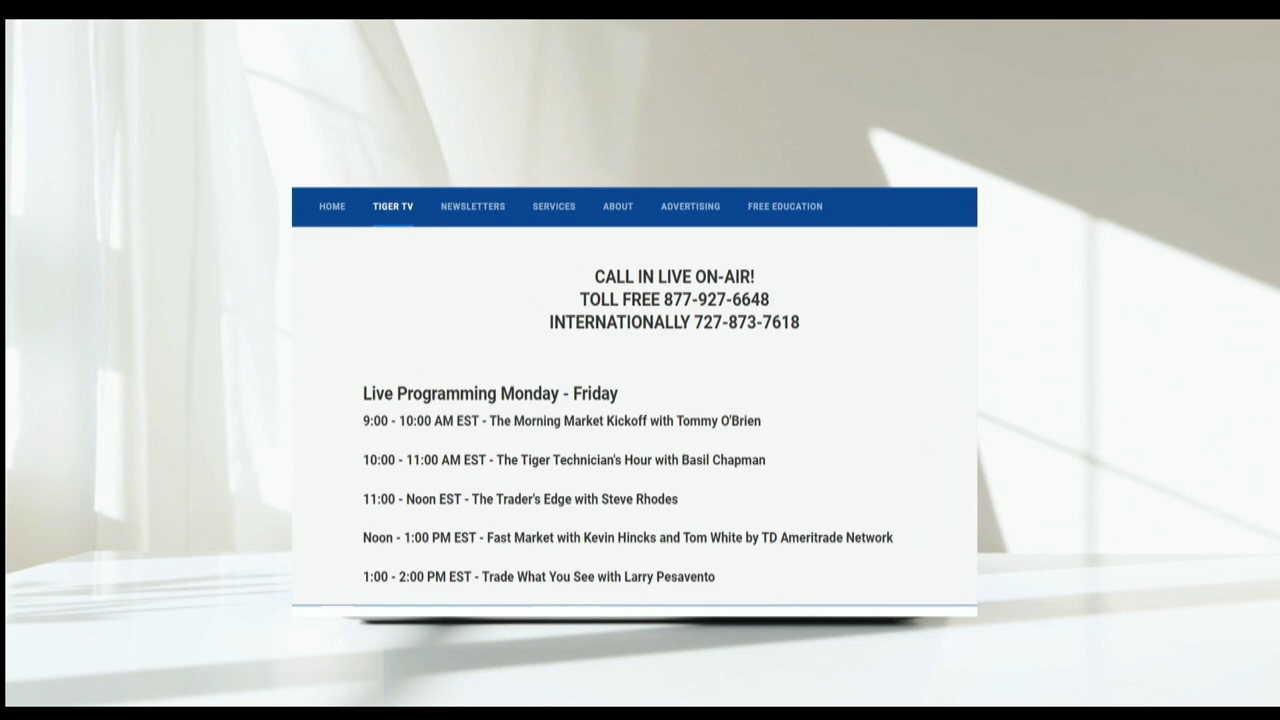 HOME TIGER TV NEWSLETTERS SERVICES ABOUT ADVERTISING FREE EDUCATION
CALL IN LIVE ON-AIR!
TOLL FREE 877-927-6648
INTERNATIONALLY 727-873-7618
Live Programming Monday - Friday
9:00 - 10:00 AM EST - The Morning Market Kickoff with Tommy O'Brien
10:00 - 11:00 AM EST - The Tiger Technician's Hour with Basil Chapman
11:00 - Noon EST - The Trader's Edge with Steve Rhodes
Noon - 1:00 PM EST - Fast Market with Kevin Hincks and Tom White by TD Ameritrade Network
1:00 - 2:00 PM EST - Trade What You See with Larry Pesavento